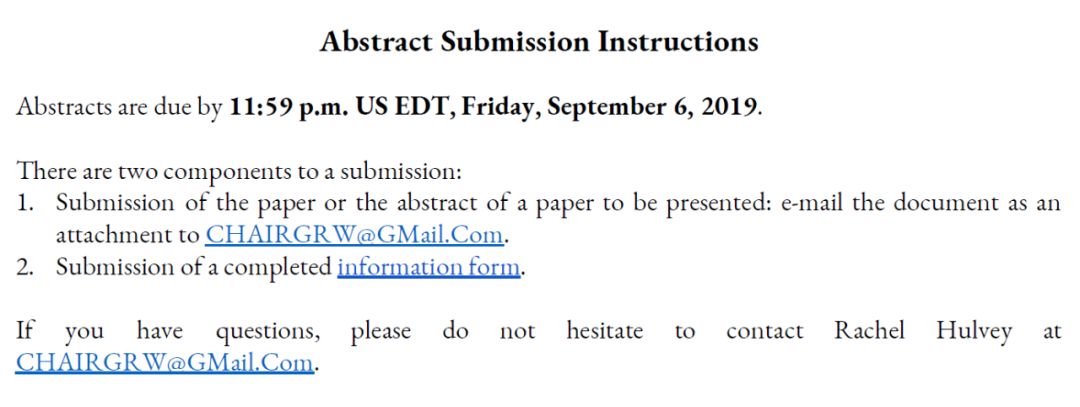 Abstract Submission Instructions
Abstracts are due by 11:59 p.m. US EDT, Friday, September 6, 2019.
There are two components to a submission:
1. Submission of the paper or the abstract of a paper to be presented: e-mail the document as an
attachment to CHAIRGRW@GMail.Com.
2. Submission of a completed information form.
If you have questions, please do not hesitate to contact Rachel Hulvey at
CHAIRGRW@GMail.Com.